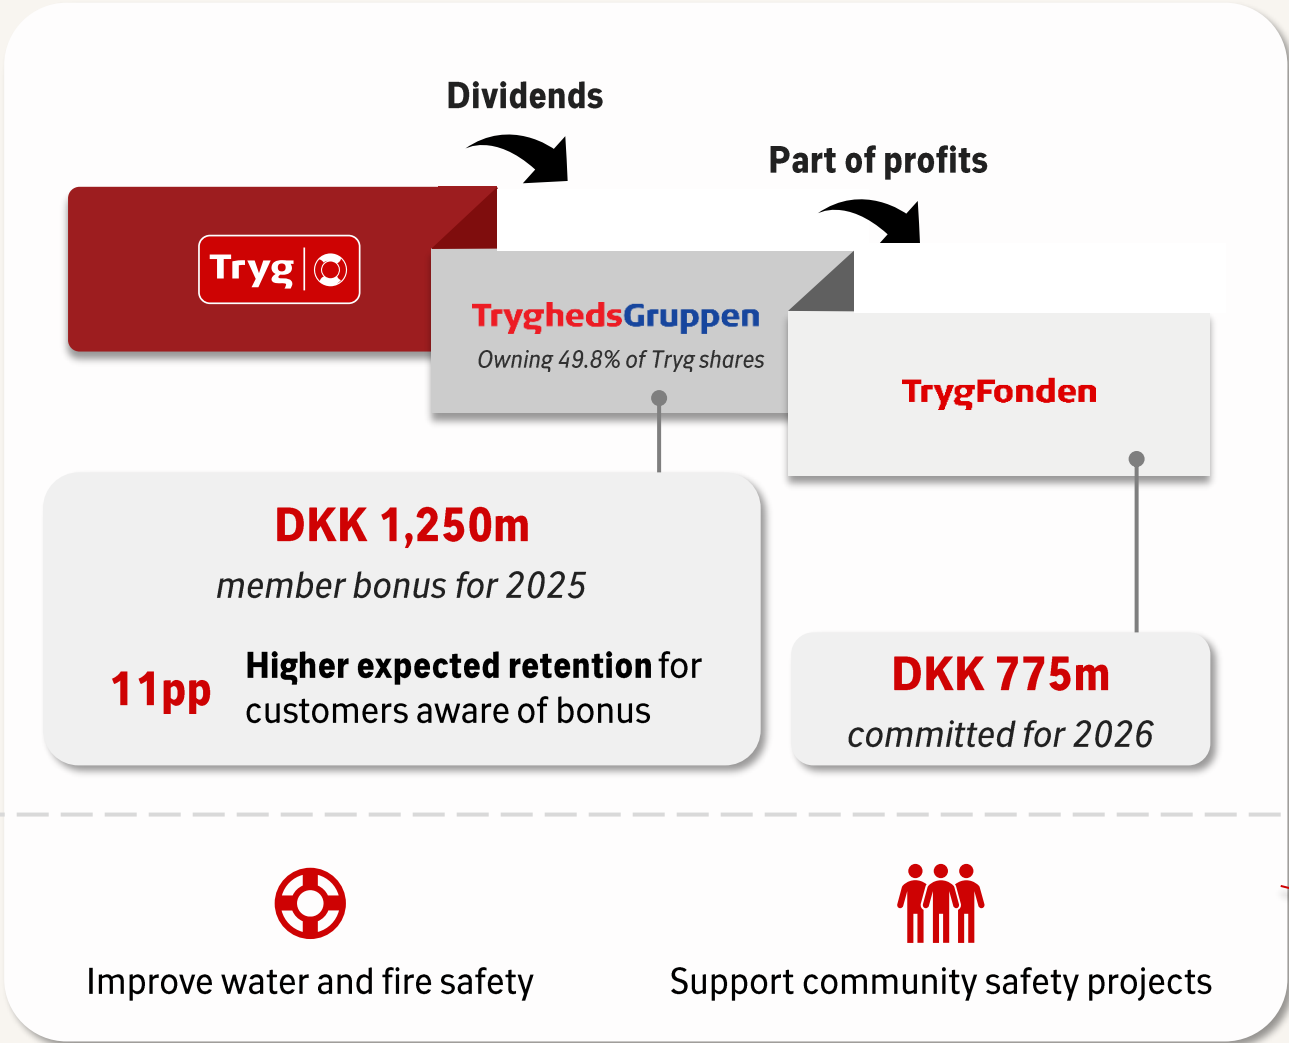 Dividends
Part of profits
Tryg
TryghedsGruppen
Owning 49.8% of Tryg shares
TrygFonden
DKK 1,250m
member bonus for 2025
11pp
Higher expected retention for
customers aware of bonus
DKK 775m
committed for 2026
Improve water and fire safety
Support community safety projects